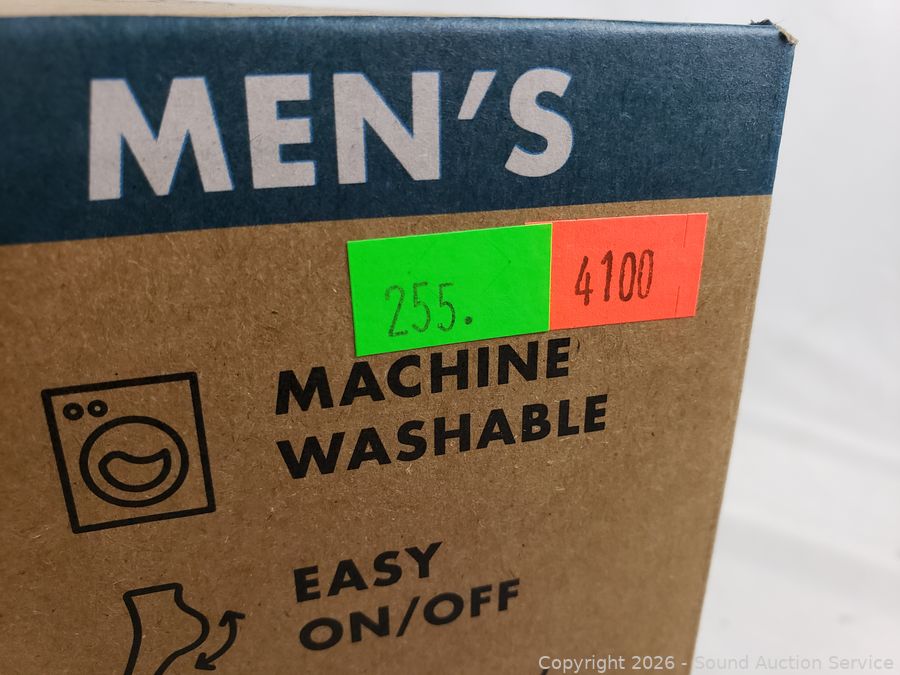 MEN'S
255.
4100
MACHINE
WASHABLE
EASY
ON/OFF
Copyright 2026 - Sound Auction Service